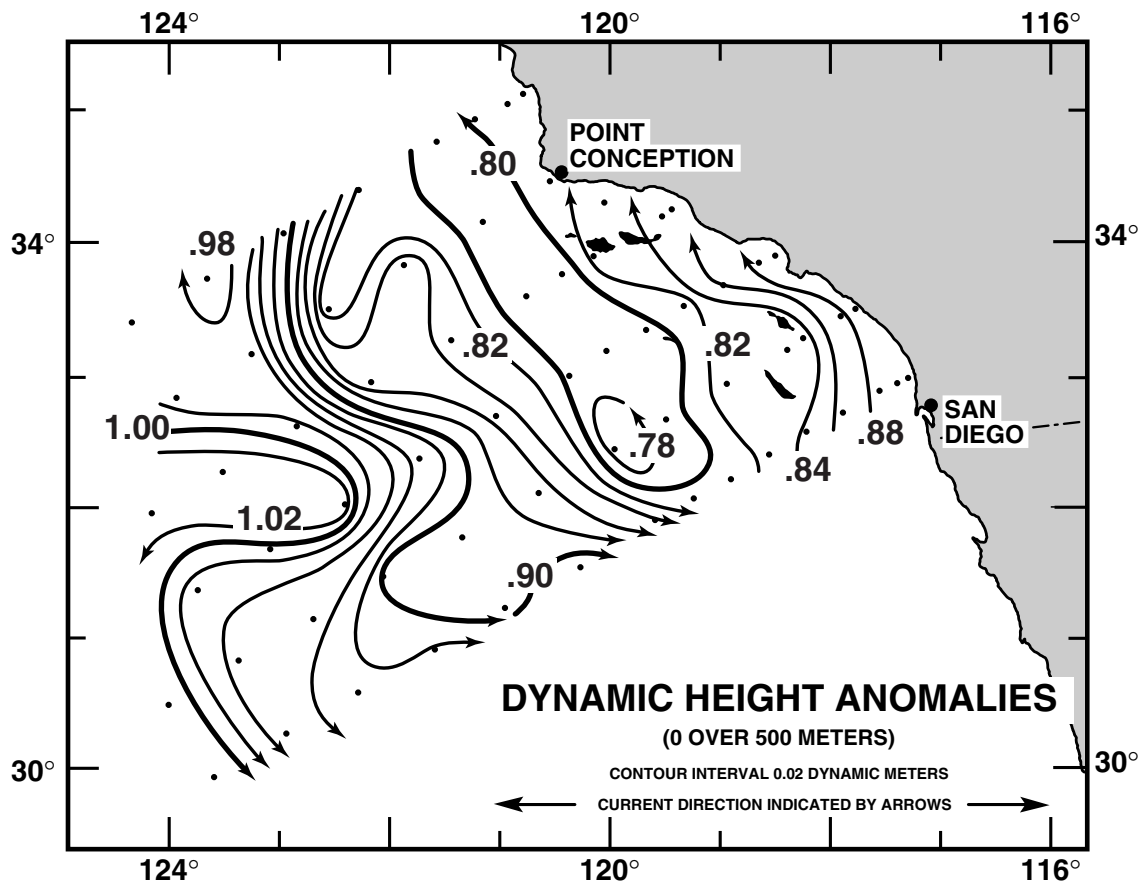 124° 120° 116°
POINT
CONCEPTION
.80
34° 34°
.98
.82 .82
1.00
.78
.88
SAN
DIEGO
.84
1.02
.90
DYNAMIC HEIGHT ANOMALIES
(0 OVER 500 METERS)
30° 30°
CONTOUR INTERVAL 0.02 DYNAMIC METERS
CURRENT DIRECTION INDICATED BY ARROWS
124° 120° 116°